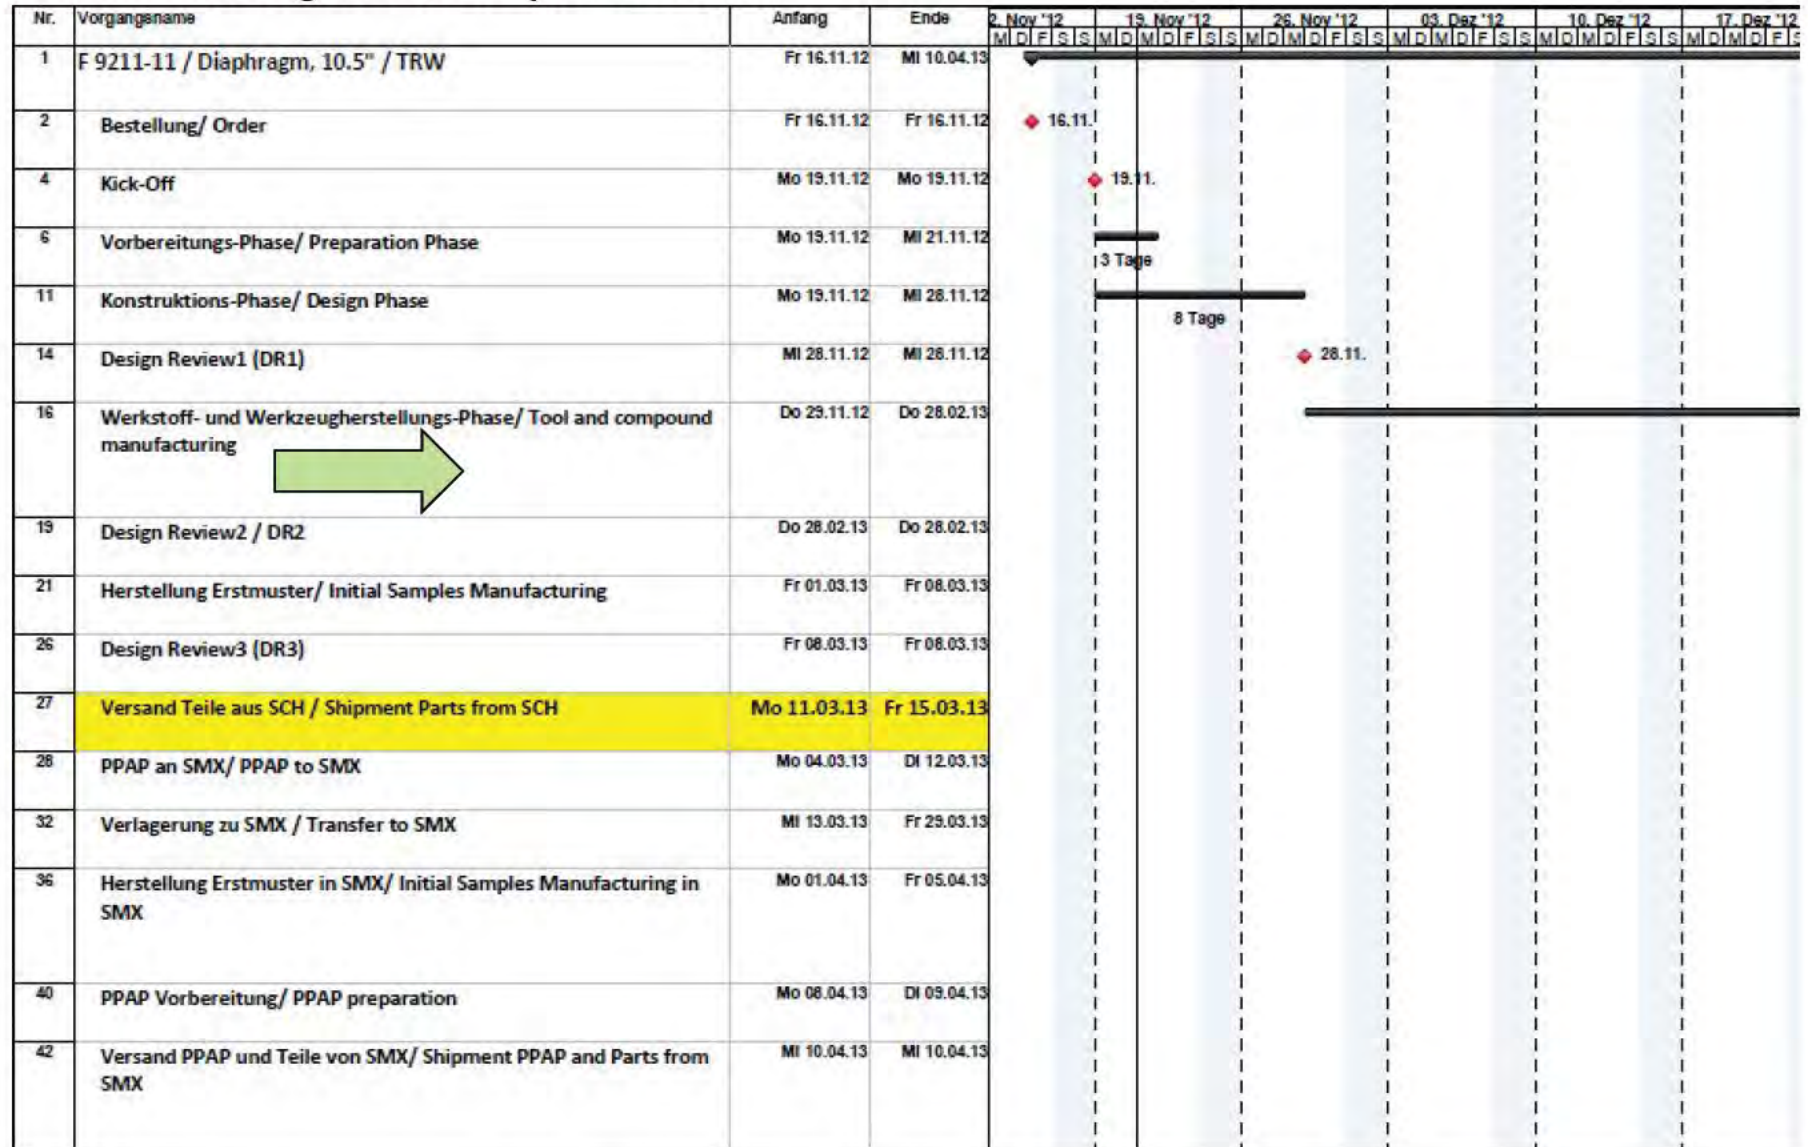 Nr. Vorgangsname Anfang Ende 2. Nov '12 19. Nov '12 26. Nov '12 03. Dez '12 10. Dez '12 17. Dez '12
M D F S S M D M D F S S M D M D F S S M D M D F S S M D M D F S S M D M D F S
1 F 9211-11 / Diaphragm, 10.5" / TRW Fr 16.11.12 Mi 10.04.13
2 Bestellung/ Order Fr 16.11.12 Fr 16.11.12 16.11.
4 Kick-Off Mo 19.11.12 Mo 19.11.12 19.11.
6 Vorbereitungs-Phase/ Preparation Phase Mo 19.11.12 Mi 21.11.12
3 Tage
11 Konstruktions-Phase/ Design Phase Mo 19.11.12 Mi 28.11.12
8 Tage
14 Design Review1 (DR1) Mi 28.11.12 Mi 28.11.12 28.11.
16 Werkstoff- und Werkzeugherstellungs-Phase/ Tool and compound Do 29.11.12 Do 28.02.13
manufacturing
19 Design Review2 / DR2 Do 28.02.13 Do 28.02.13
21 Herstellung Erstmuster/ Initial Samples Manufacturing Fr 01.03.13 Fr 08.03.13
26 Design Review3 (DR3) Fr 08.03.13 Fr 08.03.13
27 Versand Teile aus SCH / Shipment Parts from SCH Mo 11.03.13 Fr 15.03.13
28 PPAP an SMX/ PPAP to SMX Mo 04.03.13 Di 12.03.13
32 Verlagerung zu SMX / Transfer to SMX Mi 13.03.13 Fr 29.03.13
36 Herstellung Erstmuster in SMX/ Initial Samples Manufacturing in Mo 01.04.13 Fr 05.04.13
SMX
40 PPAP Vorbereitung/ PPAP preparation Mo 08.04.13 Di 09.04.13
42 Versand PPAP und Teile von SMX/ Shipment PPAP and Parts from Mi 10.04.13 Mi 10.04.13
SMX